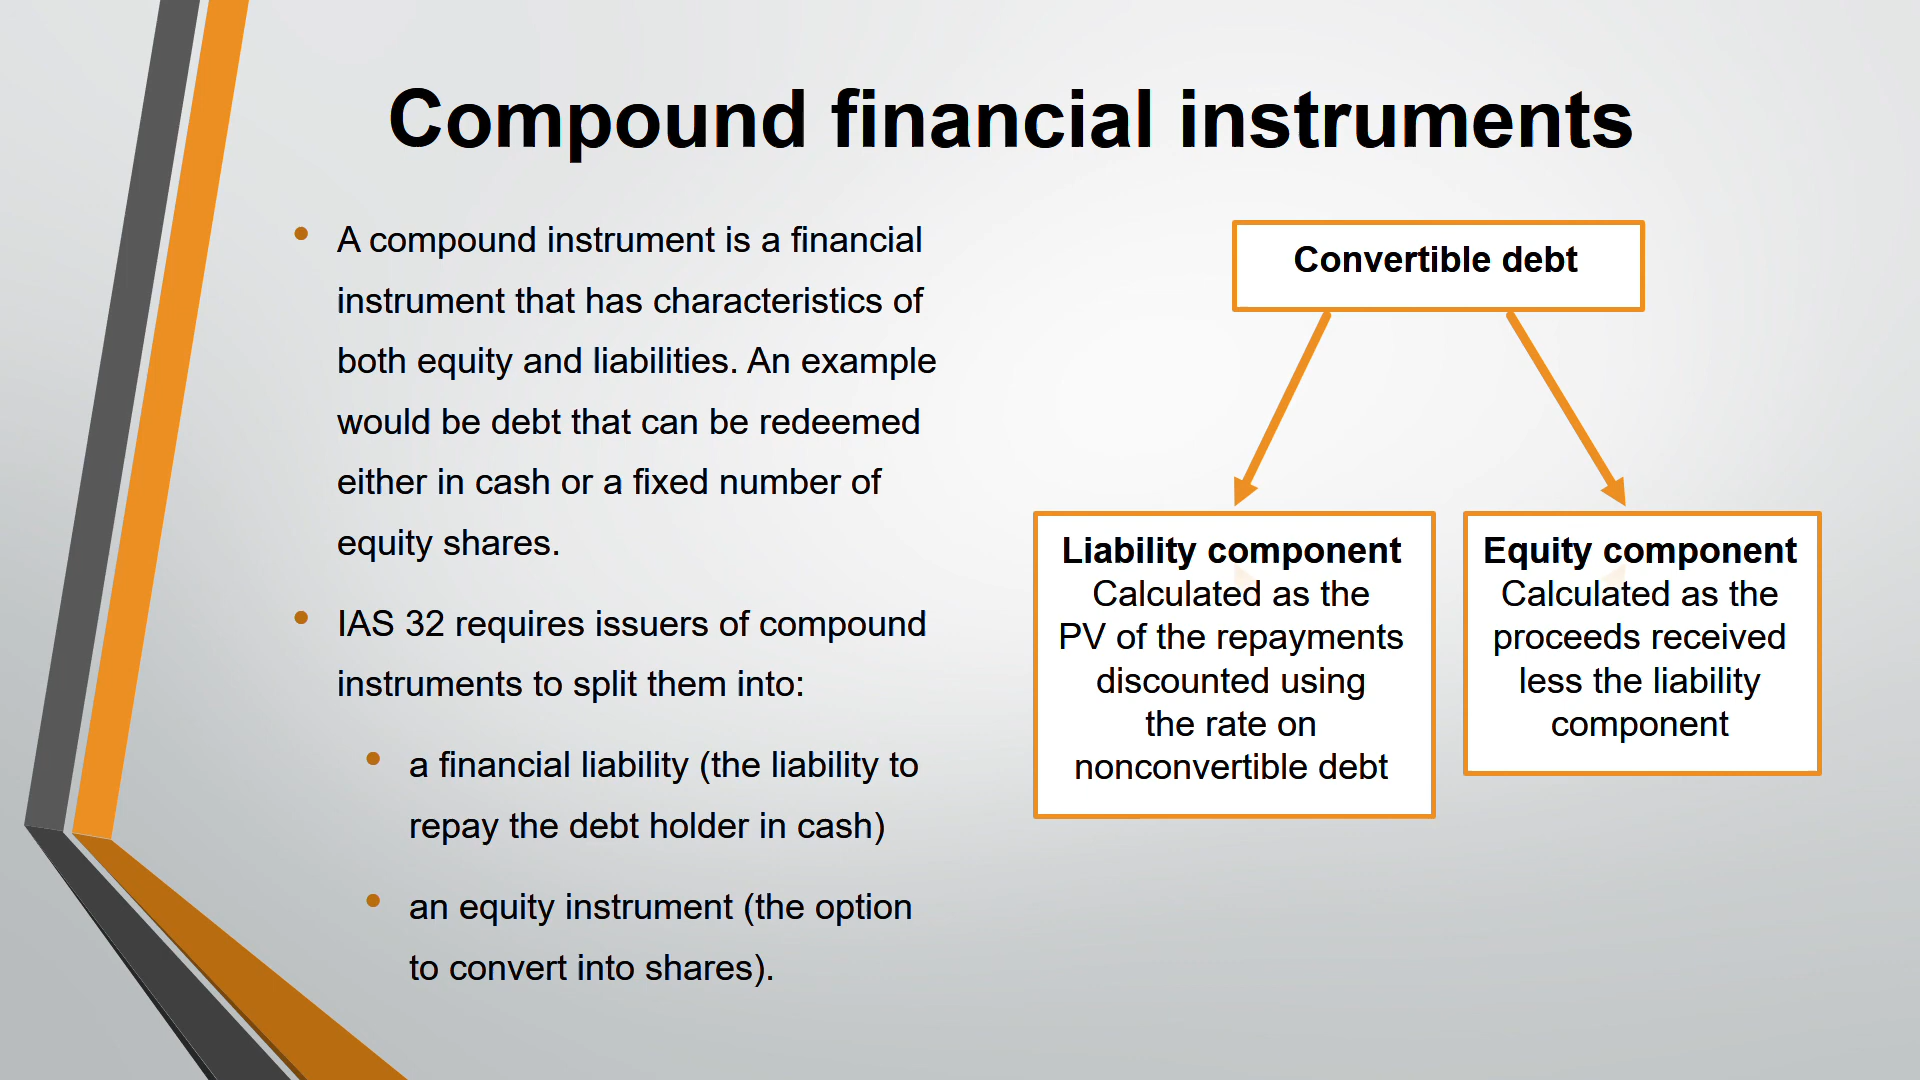 Compound financial instruments
A compound instrument is a financial
instrument that has characteristics of
both equity and liabilities. An example
would be debt that can be redeemed
either in cash or a fixed number of
equity shares.
IAS 32 requires issuers of compound
instruments to split them into:
a financial liability (the liability to
repay the debt holder in cash)
an equity instrument (the option
to convert into shares).
Convertible debt
Liability component
Calculated as the
PV of the repayments
discounted using
the rate on
nonconvertible debt
Equity component
Calculated as the
proceeds received
less the liability
component